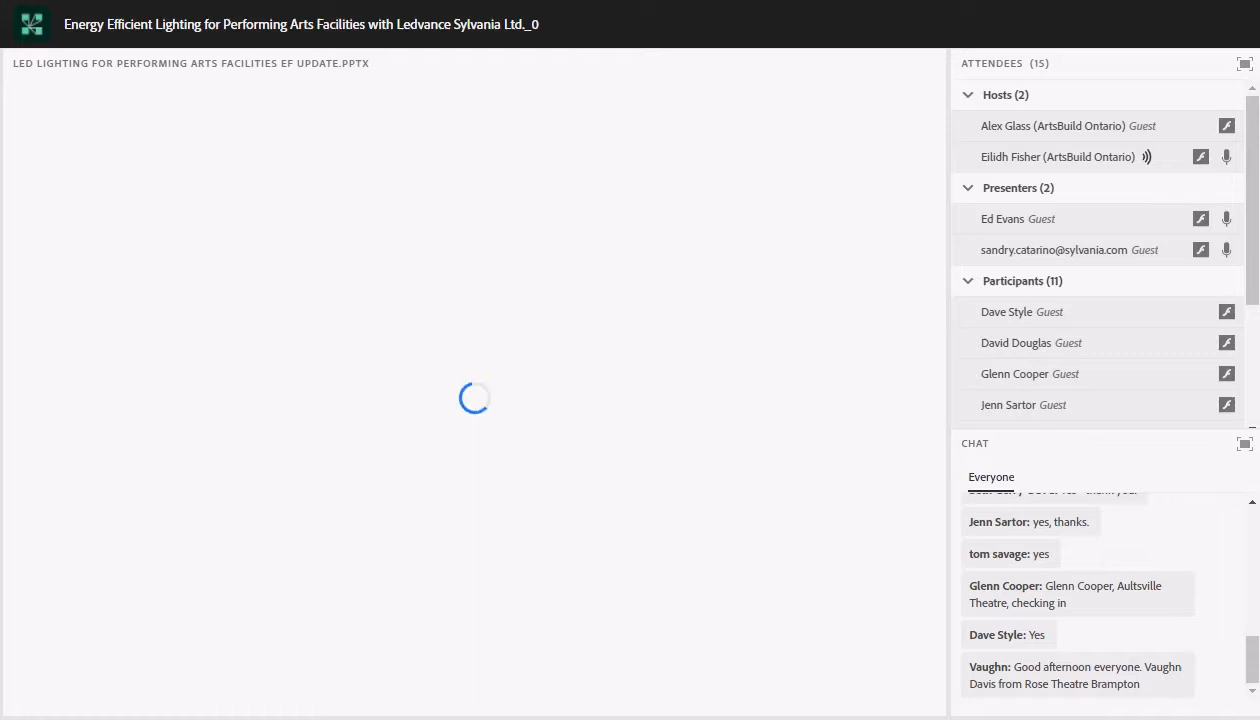 Energy Efficient Lighting for Performing Arts Facilities with Ledvance Sylvania Ltd._0
LED LIGHTING FOR PERFORMING ARTS FACILITIES EF UPDATE.PPTX
ATTENDEES (15)
Hosts (2)
Alex Glass (ArtsBuild Ontario) Guest
Eilidh Fisher (ArtsBuild Ontario)
Presenters (2)
Ed Evans Guest
sandry.catarino@sylvania.com Guest
Participants (11)
Dave Style Guest
David Douglas Guest
Glenn Cooper Guest
Jenn Sartor Guest
CHAT
Everyone
Jenn Sartor: yes, thanks.
tom savage: yes
Glenn Cooper: Glenn Cooper, Aultsville
Theatre, checking in
Dave Style: Yes
Vaughn: Good afternoon everyone. Vaughn
Davis from Rose Theatre Brampton